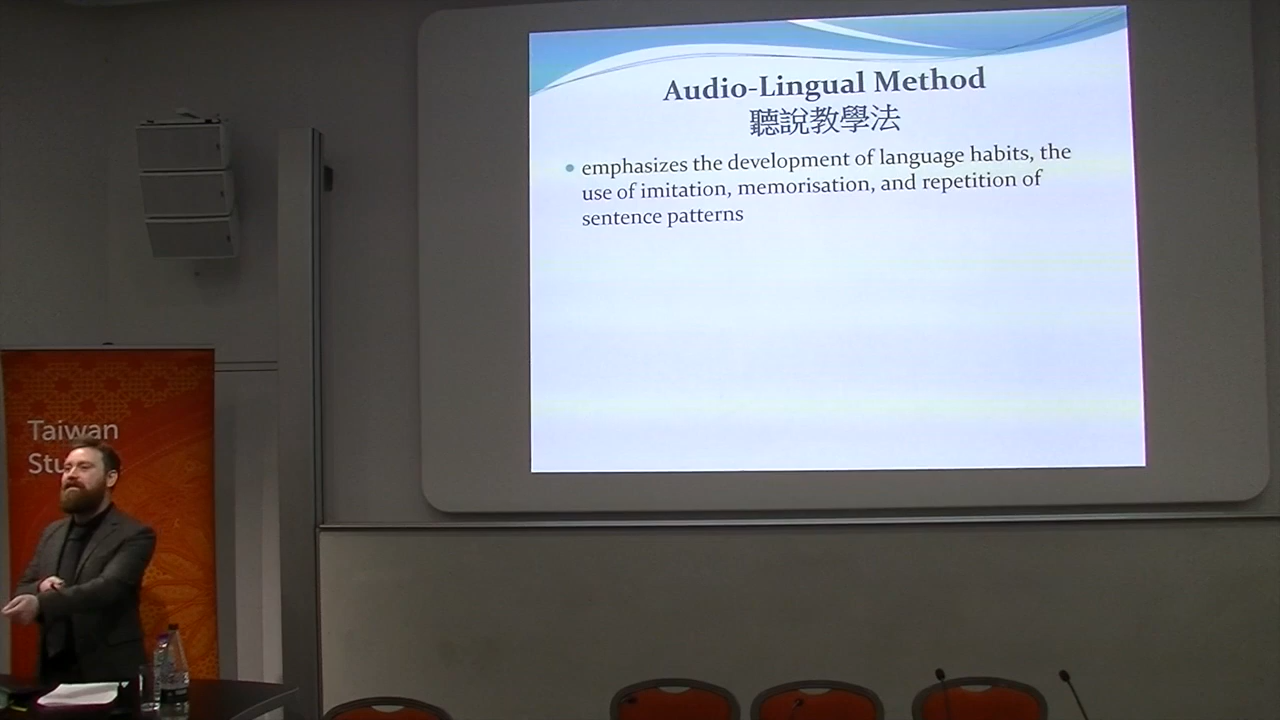 Audio-Lingual Method
聽說教學法
emphasizes the development of language habits, the
use of imitation, memorisation, and repetition of
sentence patterns
Taiwan